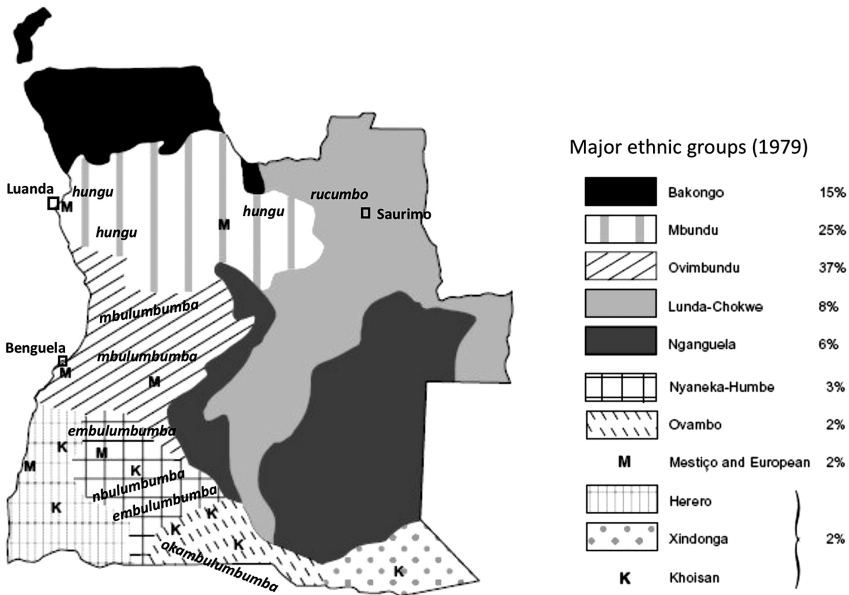 Major ethnic groups (1979)
Bakongo 15%
Mbundu 25%
Ovimbundu 37%
Lunda-Chokwe 8%
Nganguela 6%
Nyaneka-Humbe 3%
Ovambo 2%
M Mestiço and European 2%
Herero
Xindonga 2%
K Khoisan
Luanda
M
hungu
hungu
M
hungu
rucumbo
Saurimo
mbulumbumba
Benguela
M
mbulumbumba
M
embulumbumba
K
M
M
K
nbulumbumba
embulumbumba
K
K
K
K
okambulumbumba
K